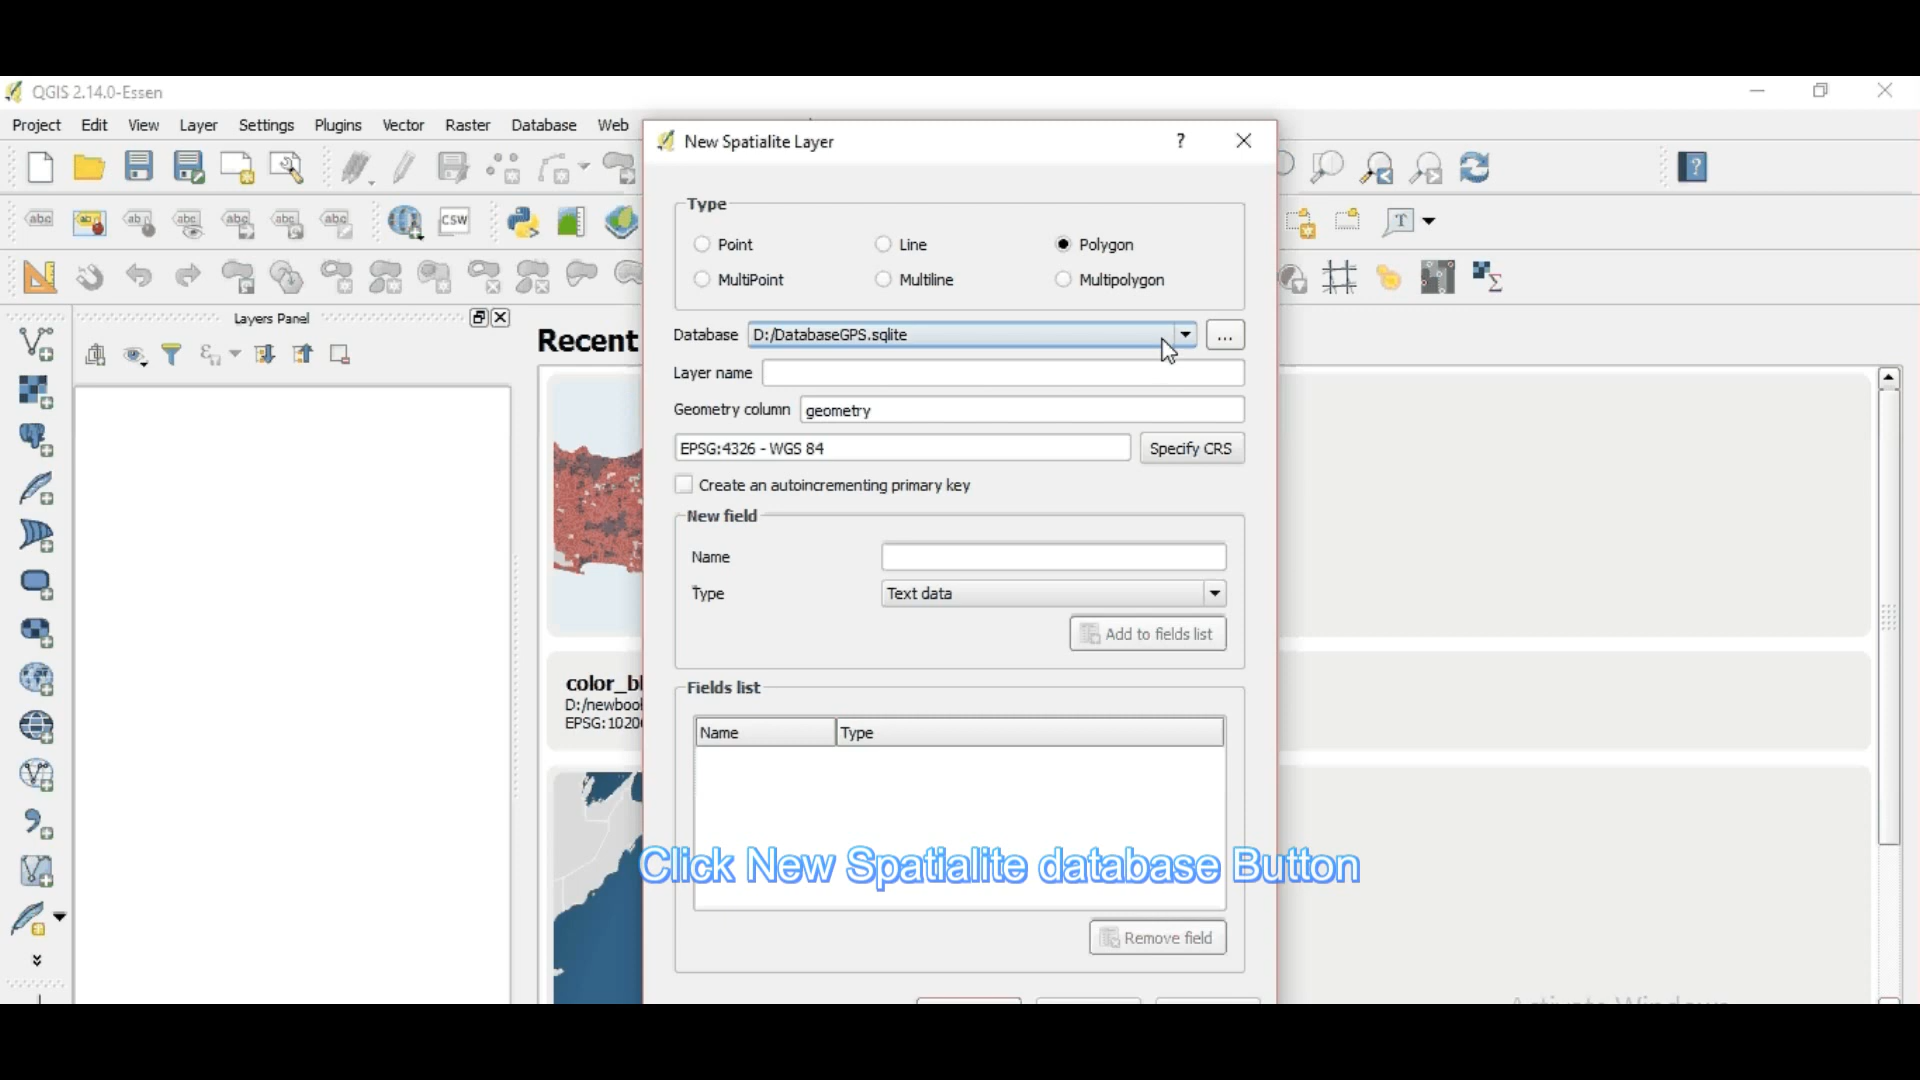 QGIS 2.14.0-Essen
Project Edit View Layer Settings Plugins Vector Raster Database Web
New Spatialite Layer
?
abc
CSW
T
?
Type
Point Line Polygon
MultiPoint Multiline Multipolygon
Layers Panel
Recent
Database D:/DatabaseGPS.sqlite ...
Layer name
Geometry column geometry
EPSG:4326 - WGS 84 Specify CRS
Create an autoincrementing primary key
New field
Name
Type Text data
Add to fields list
Fields list
Name Type
color_bl
D:/newbool
EPSG:1020
Click New Spatialite database Button
Remove field